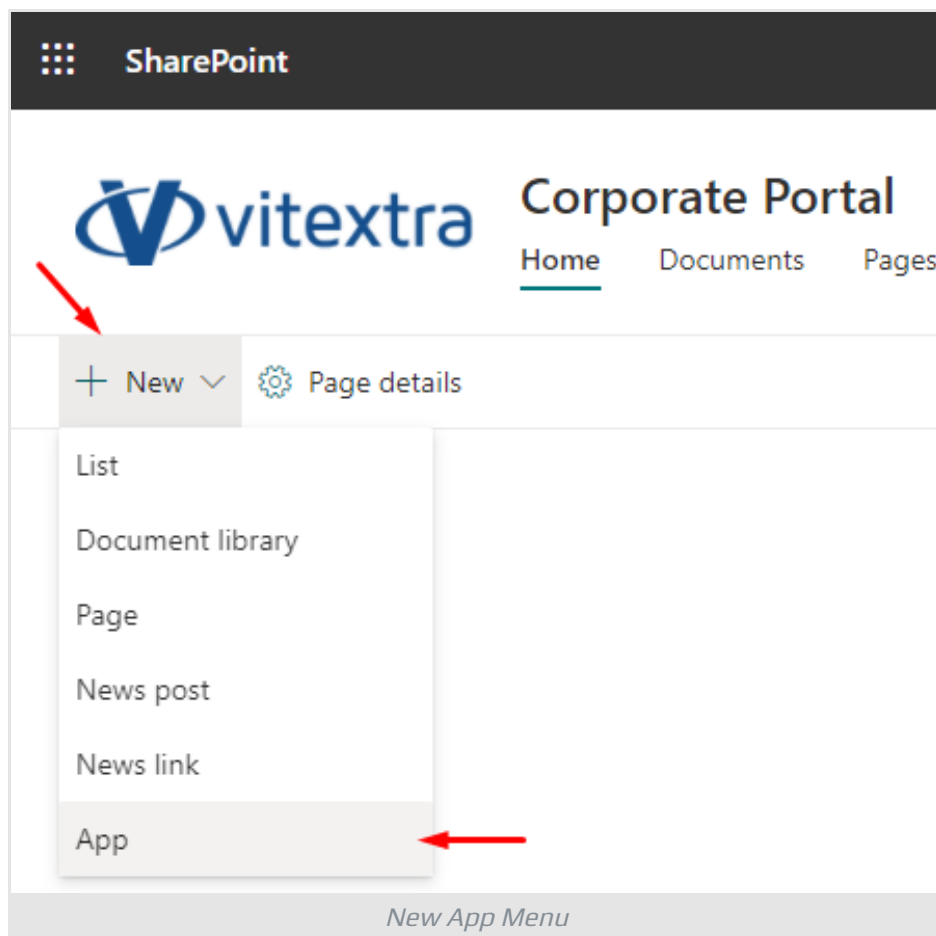 SharePoint
vitextra
Corporate Portal
Home Documents Pages
New Page details
List
Document library
Page
News post
News link
App
New App Menu